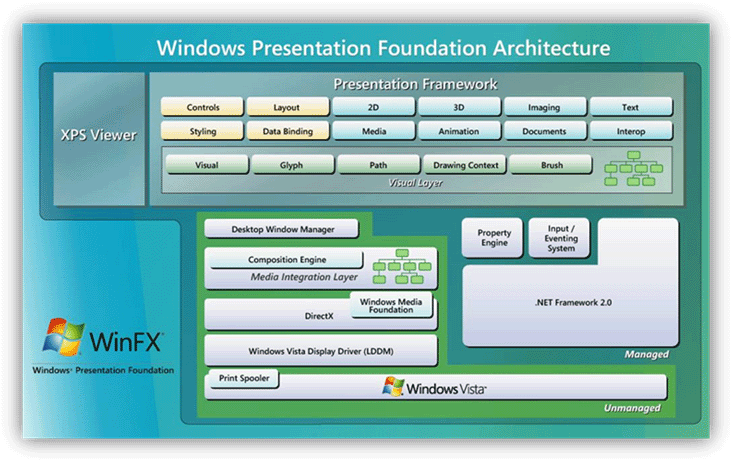 Windows Presentation Foundation Architecture
Presentation Framework
XPS Viewer
Controls
Layout
2D
3D
Imaging
Text
Styling
Data Binding
Media
Animation
Documents
Interop
Visual
Glyph
Path
Drawing Context
Brush
Visual Layer
Desktop Window Manager
Composition Engine
Media Integration Layer
Windows Media
Foundation
DirectX
Windows Vista Display Driver (LDDM)
Print Spooler
Windows Vista™
Unmanaged
Property
Engine
Input /
Eventing
System
.NET Framework 2.0
Managed
WinFX™
Windows® Presentation Foundation